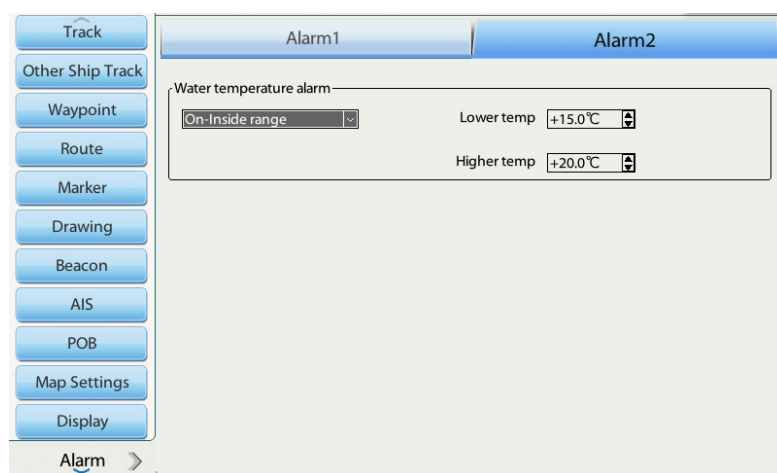 Track
Other Ship Track
Waypoint
Route
Marker
Drawing
Beacon
AIS
POB
Map Settings
Display
Alarm
Alarm1
Alarm2
Water temperature alarm
On-Inside range
Lower temp +15.0℃
Higher temp +20.0℃